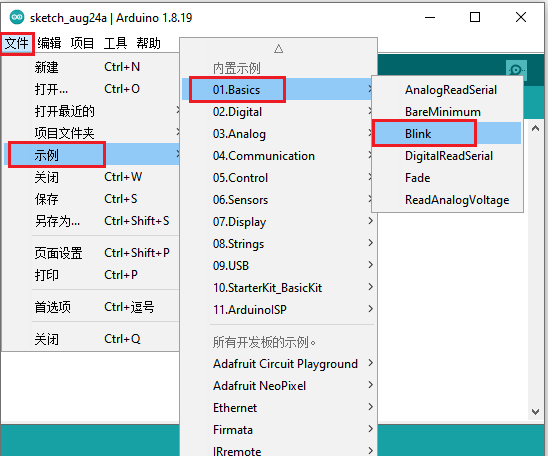 sketch_aug24a | Arduino 1.8.19
文件 编辑 项目 工具 帮助
新建 Ctrl+N
打开... Ctrl+O
打开最近的
项目文件夹
示例
关闭 Ctrl+W
保存 Ctrl+S
另存为... Ctrl+Shift+S
页面设置 Ctrl+Shift+P
打印 Ctrl+P
首选项 Ctrl+逗号
关闭 Ctrl+Q
内置示例
01.Basics
02.Digital
03.Analog
04.Communication
05.Control
06.Sensors
07.Display
08.Strings
09.USB
10.StarterKit_BasicKit
11.ArduinoISP
所有开发板的示例。
Adafruit Circuit Playground
Adafruit NeoPixel
Ethernet
Firmata
IRremote
AnalogReadSerial
BareMinimum
Blink
DigitalReadSerial
Fade
ReadAnalogVoltage